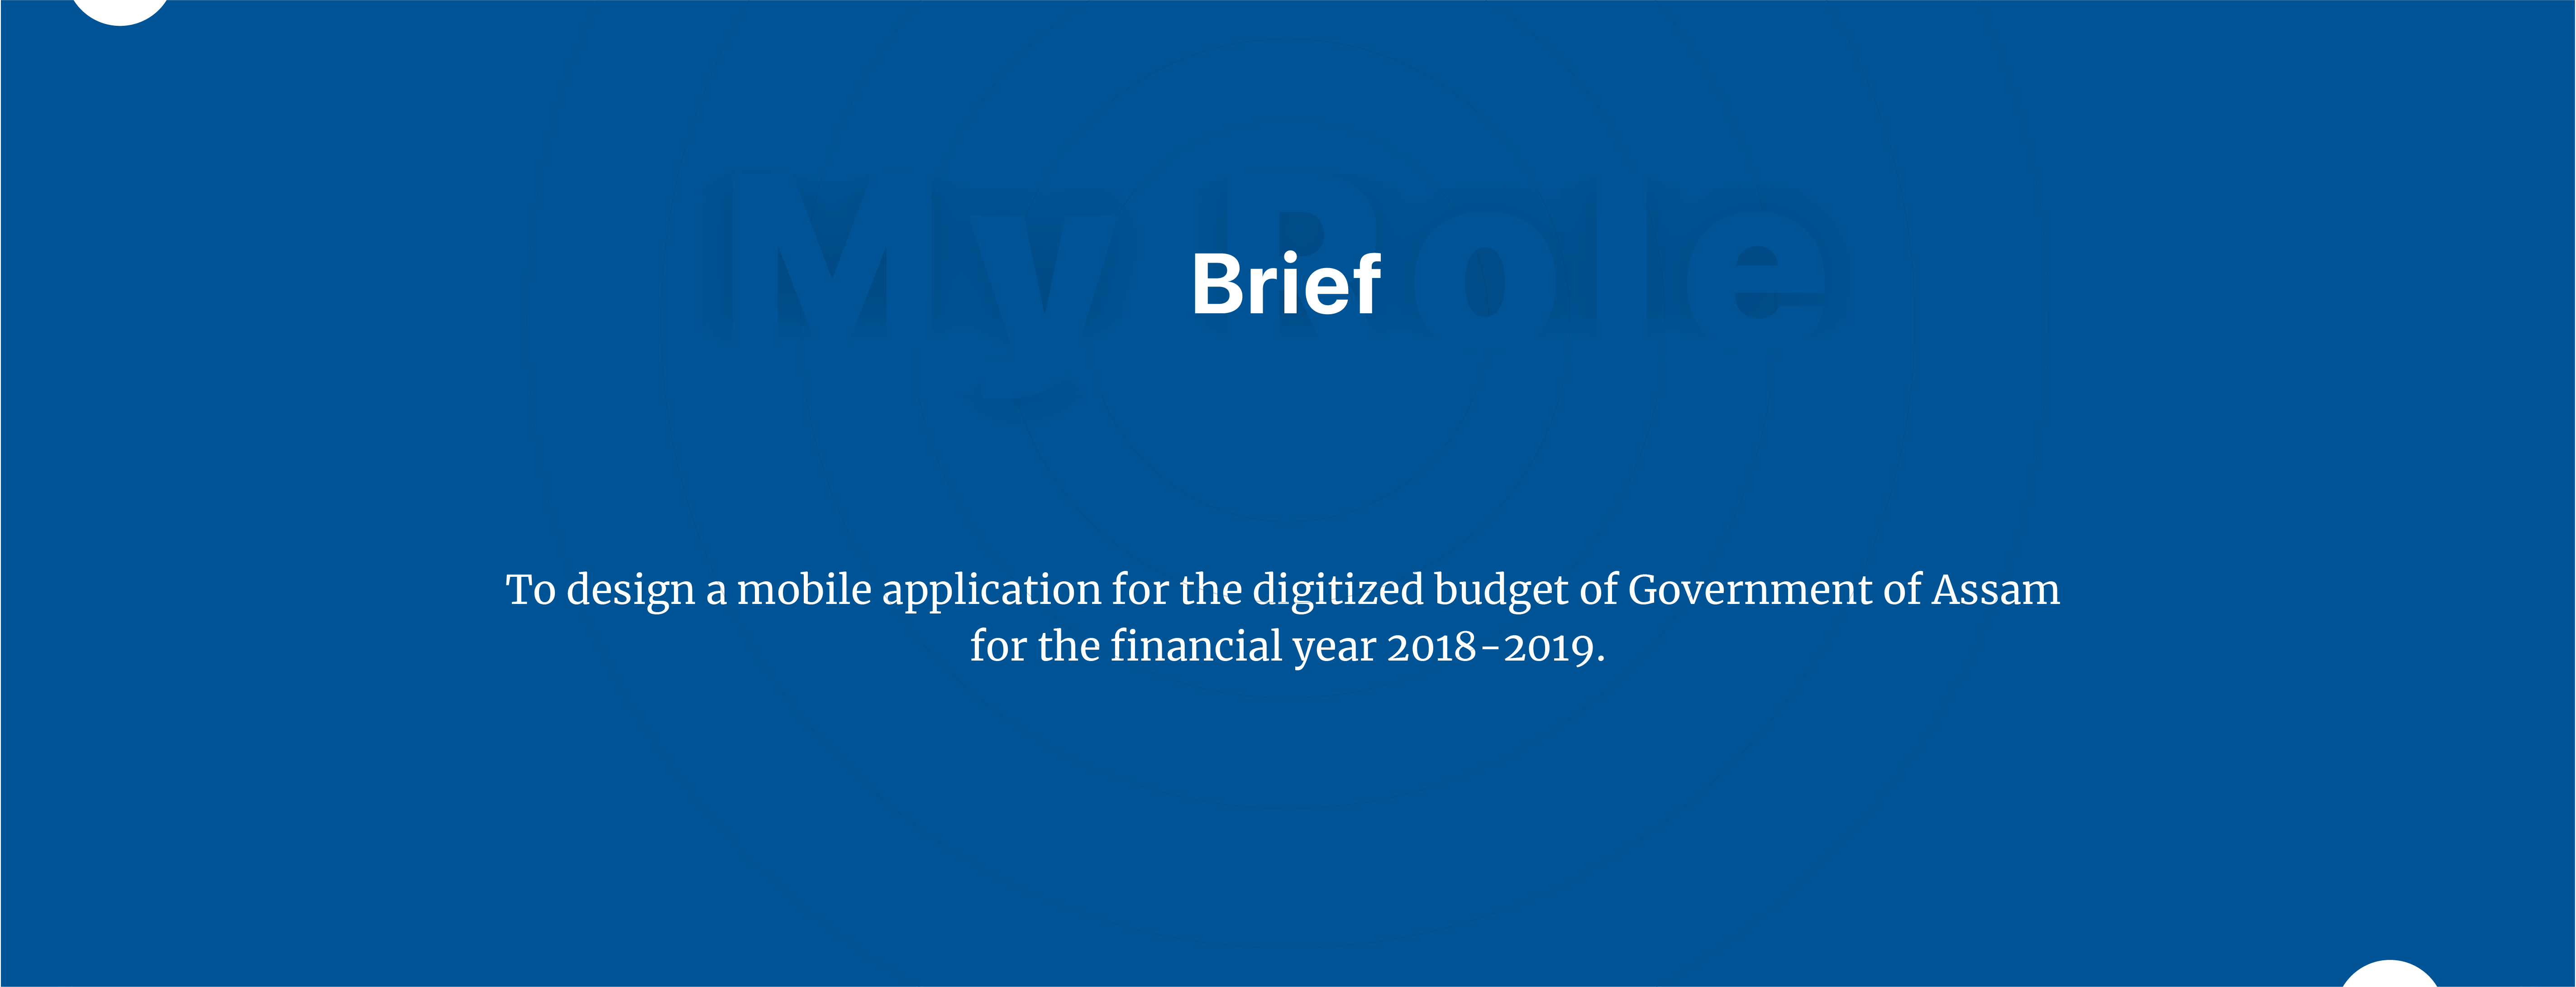 My Role
Brief
To design a mobile application for the digitized budget of Government of Assam
for the financial year 2018-2019.